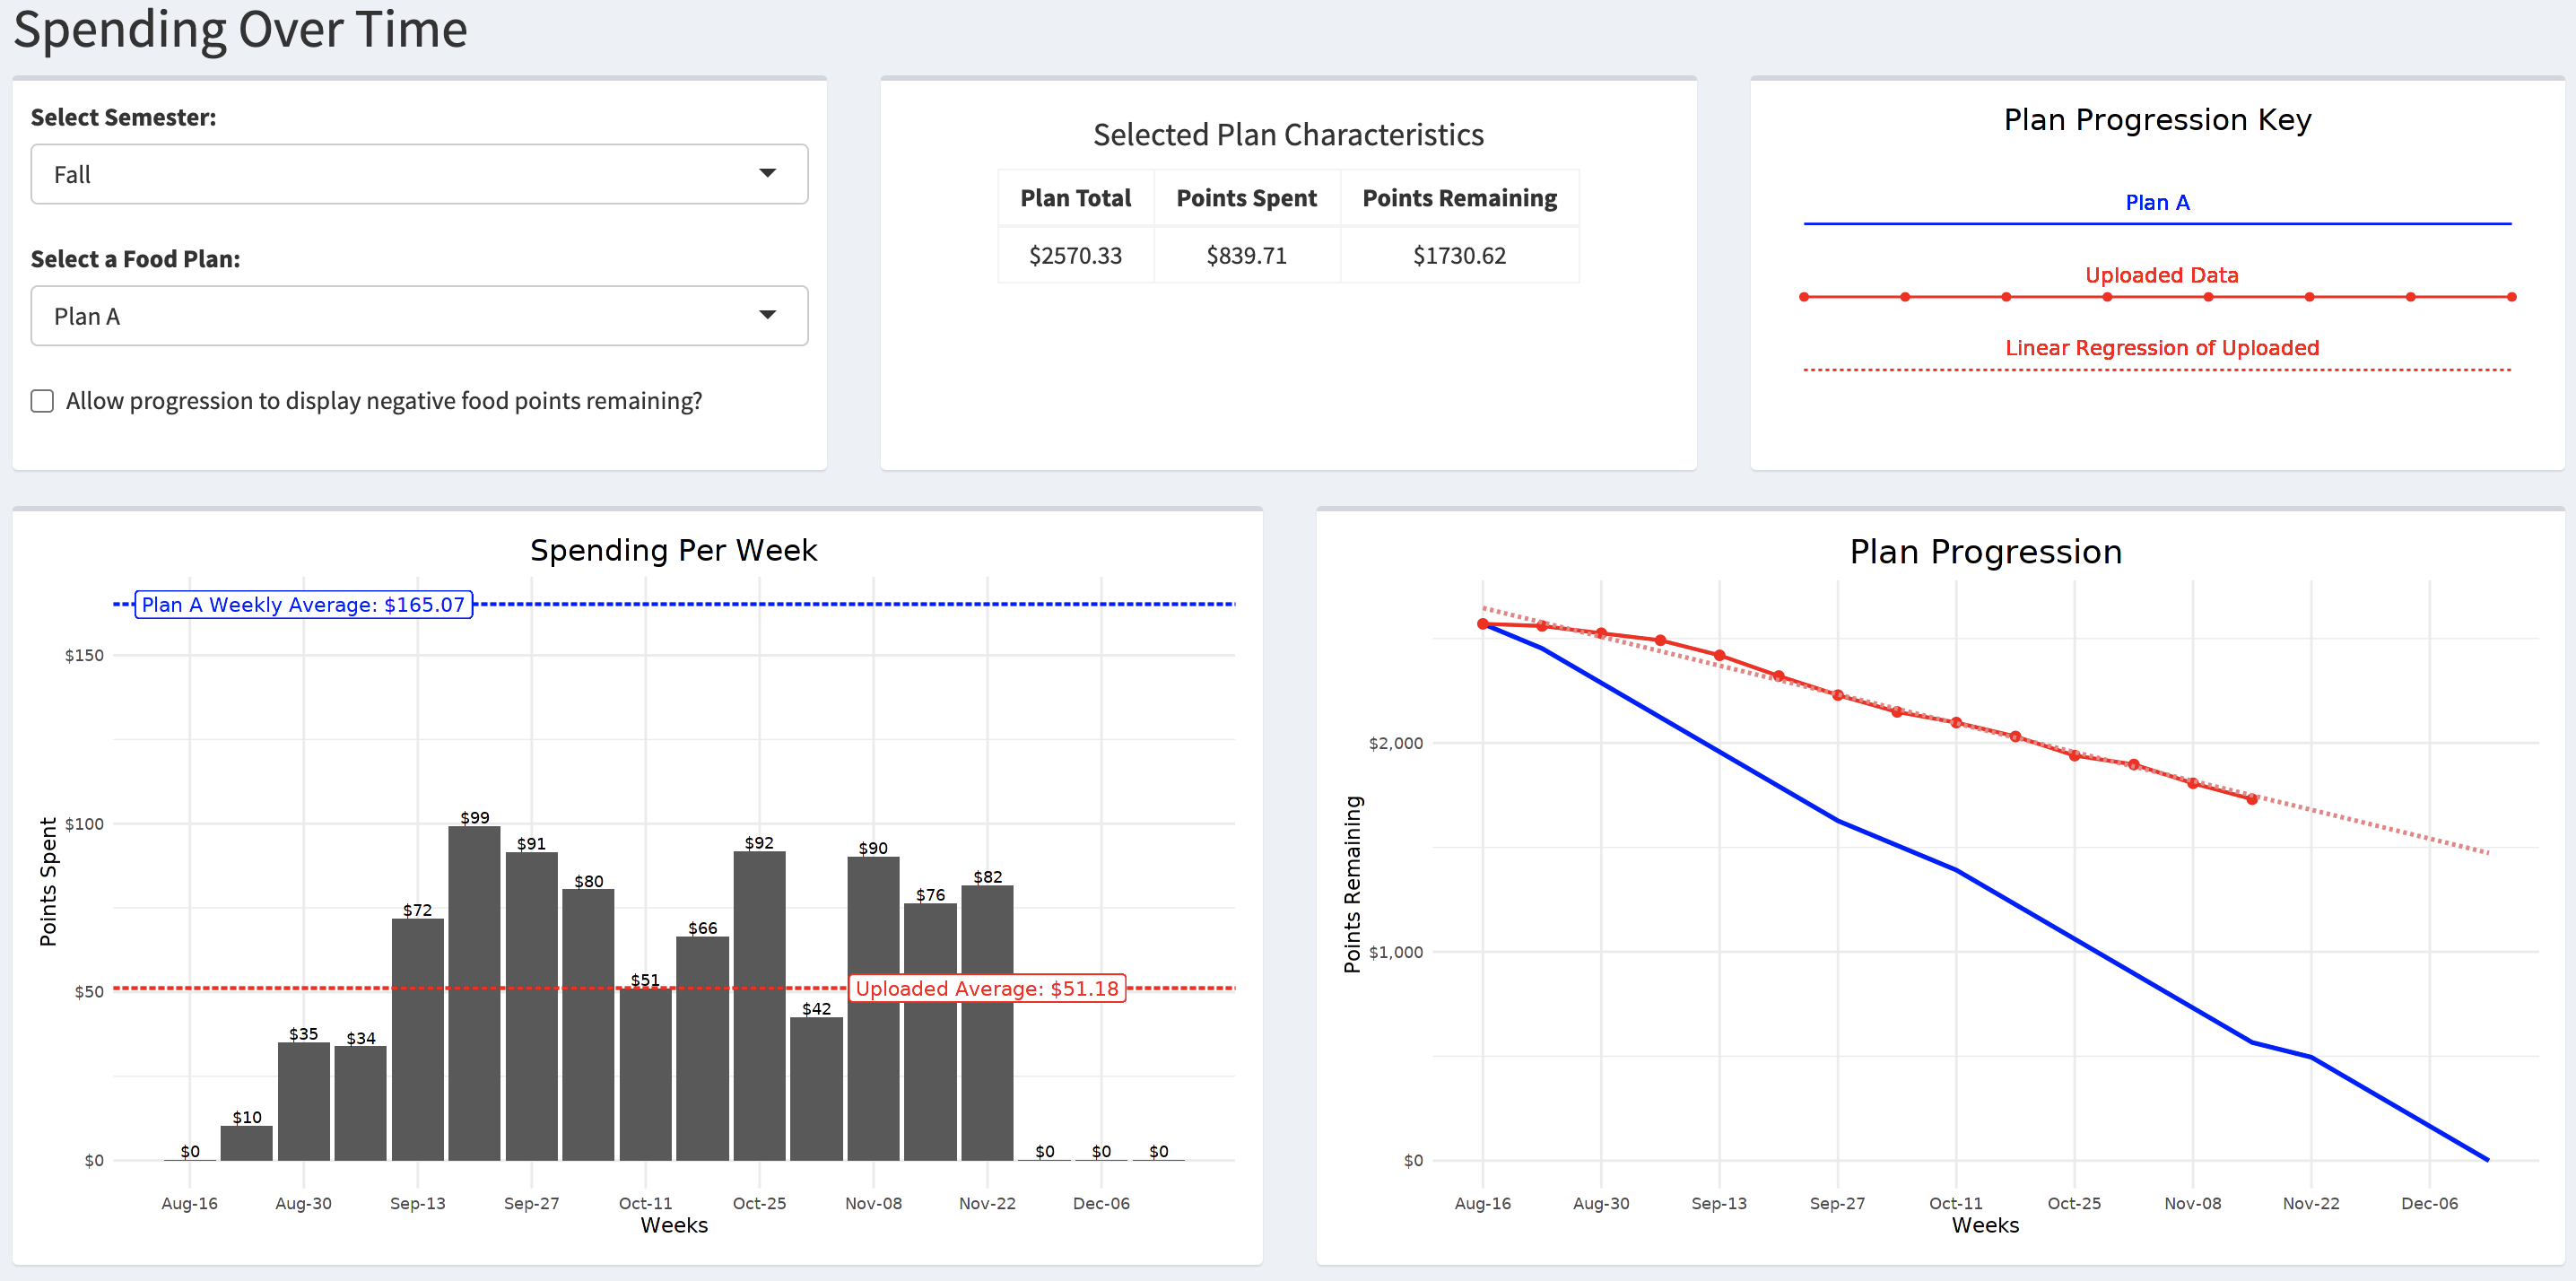 Spending Over Time
Select Semester:
Fall
Select a Food Plan:
Plan A
Allow progression to display negative food points remaining?
Selected Plan Characteristics
Plan Total Points Spent Points Remaining
$2570.33 $839.71 $1730.62
Plan Progression Key
Plan A
Uploaded Data
Linear Regression of Uploaded
Spending Per Week
Plan A Weekly Average: $165.07
$150
$100
$50
$0
Points Spent
$0 $10 $35 $34 $72 $99 $91 $80 $51 $66 $92 $42 $90 $76 $82 $0 $0 $0
Uploaded Average: $51.18
Aug-16 Aug-30 Sep-13 Sep-27 Oct-11 Oct-25 Nov-08 Nov-22 Dec-06
Weeks
Plan Progression
$2,000
$1,000
$0
Points Remaining
Aug-16 Aug-30 Sep-13 Sep-27 Oct-11 Oct-25 Nov-08 Nov-22 Dec-06
Weeks